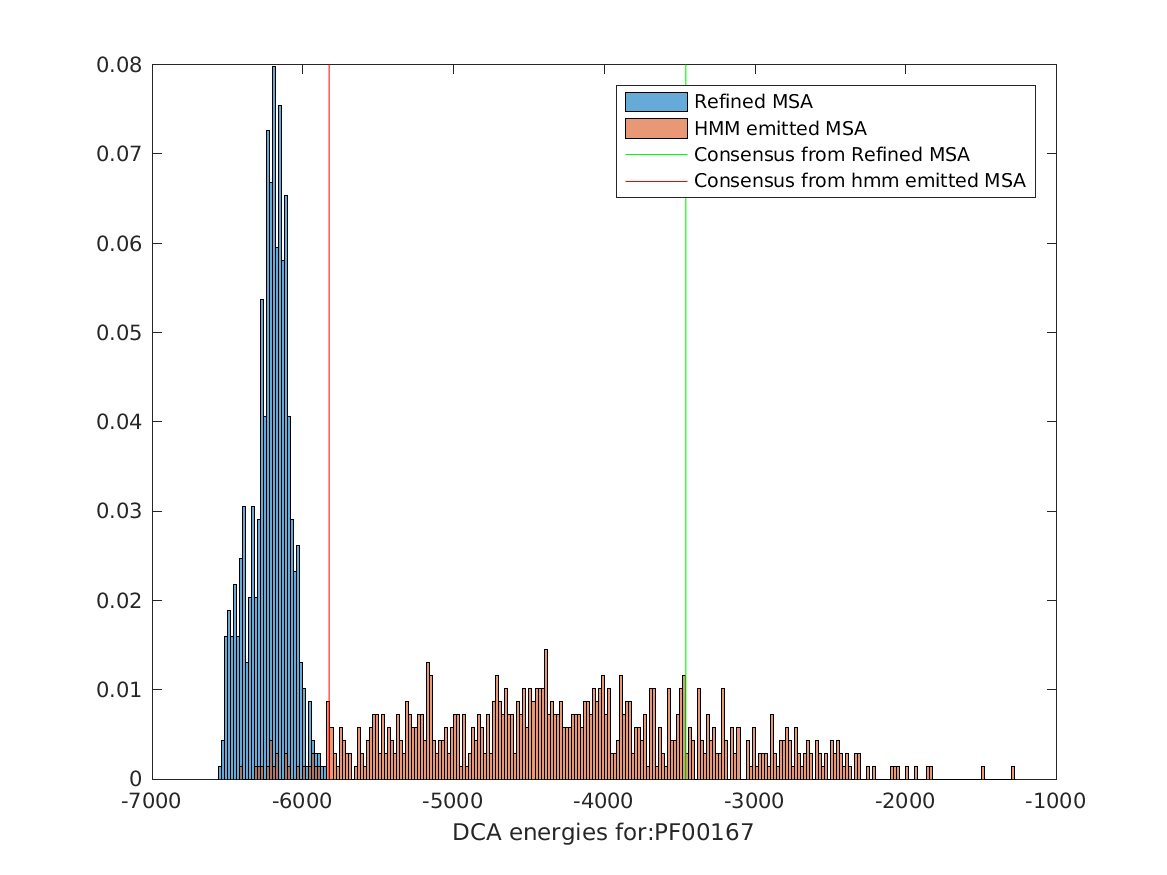 0.08
0.07
0.06
0.05
0.04
0.03
0.02
0.01
0
Refined MSA
HMM emitted MSA
Consensus from Refined MSA
Consensus from hmm emitted MSA
-7000 -6000 -5000 -4000 -3000 -2000 -1000
DCA energies for:PF00167